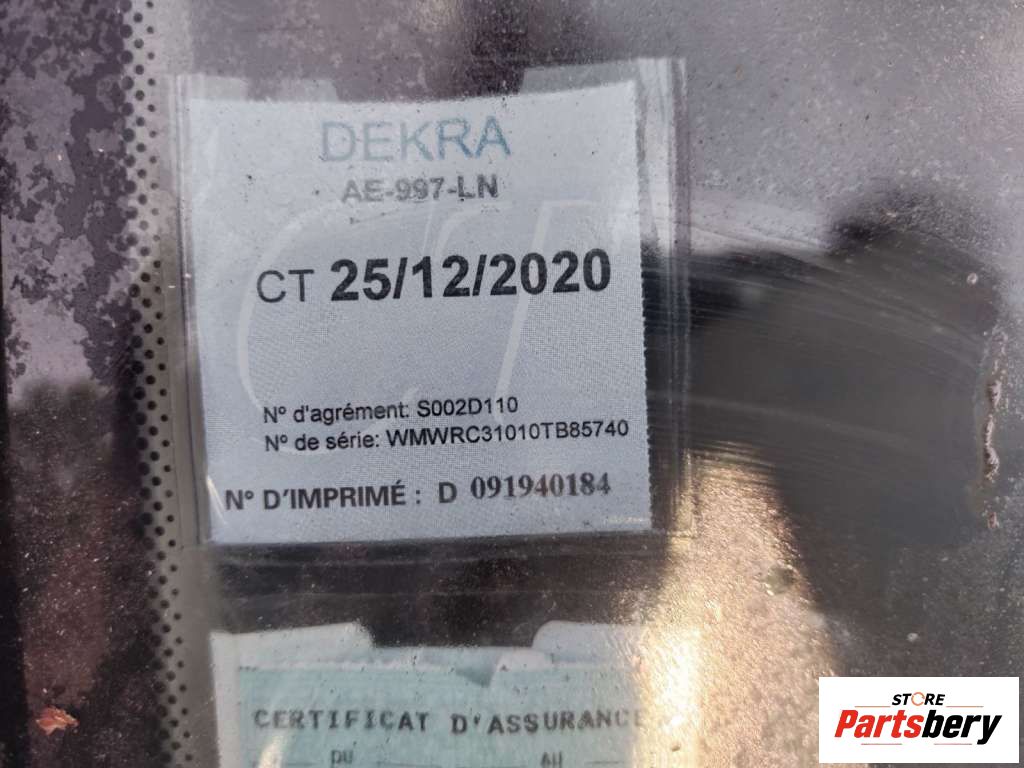 DEKRA
AE-997-LN
CT 25/12/2020
N° d'agrément: S002D110
N° de série: WMWRC31010TB85740
N° D'IMPRIMÉ : D 091940184
CERTIFICAT D'ASSURANCE
DU AU
STORE
Partsbery